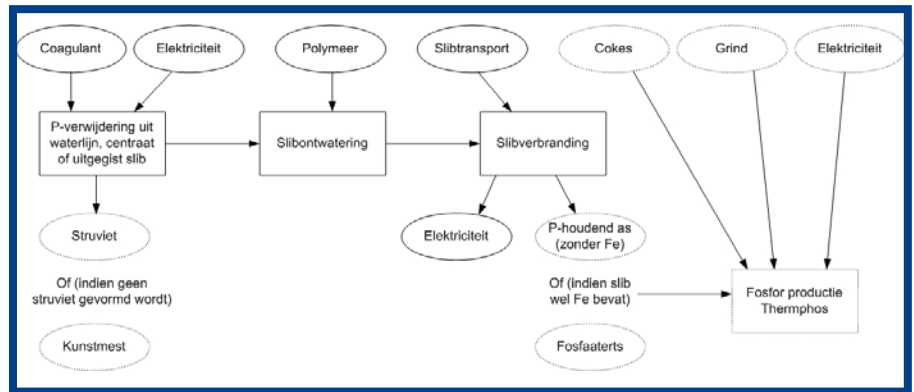 Coagulant
Elektriciteit
Polymeer
Slibtransport
Cokes
Grind
Elektriciteit
P-verwijdering uit
waterlijn, centraat
of uitgegist slib
Slibontwatering
Slibverbranding
Struviet
Elektriciteit
P-houdend as
(zonder Fe)
Of (indien geen
struviet gevormd wordt)
Of (indien slib
wel Fe bevat)
Fosfor productie
Thermphos
Kunstmest
Fosfaaterts